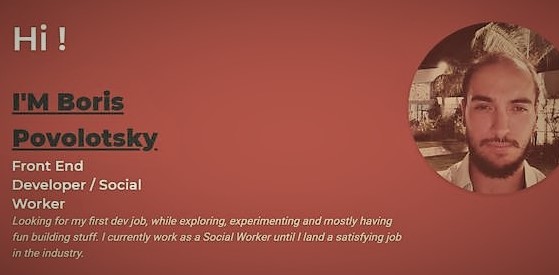 Hi !
I'M Boris
Povolotsky
Front End
Developer / Social
Worker
Looking for my first dev job, while exploring, experimenting and mostly having
fun building stuff. I currently work as a Social Worker until I land a satisfying job
in the industry.